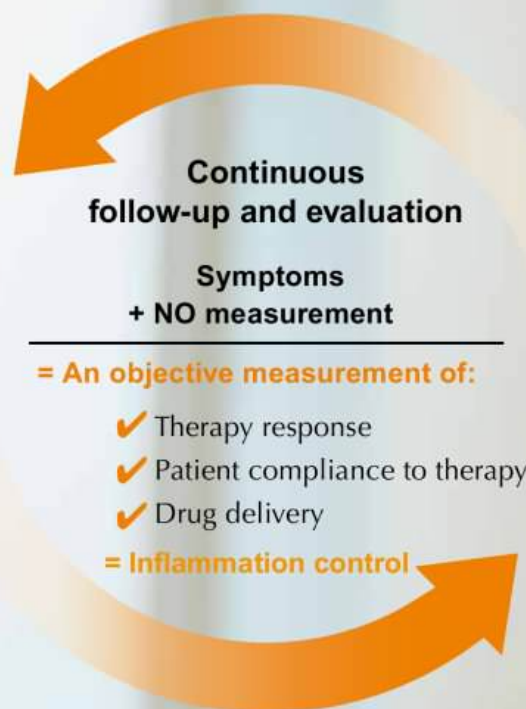 Continuous
follow-up and evaluation
Symptoms
+ NO measurement
= An objective measurement of:
✔ Therapy response
✔ Patient compliance to therapy
✔ Drug delivery
= Inflammation control